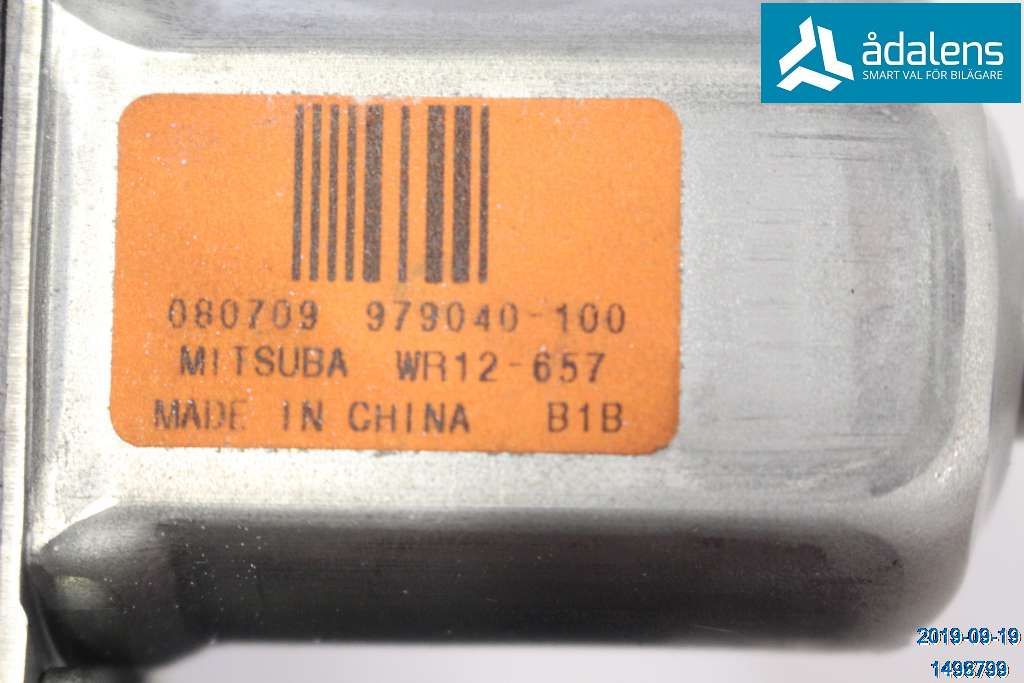 ådalens
SMART VAL FÖR BILÄGARE
080709 979040-100
MITSUBA WR12-657
MADE IN CHINA B1B
2019-09-19
1498799